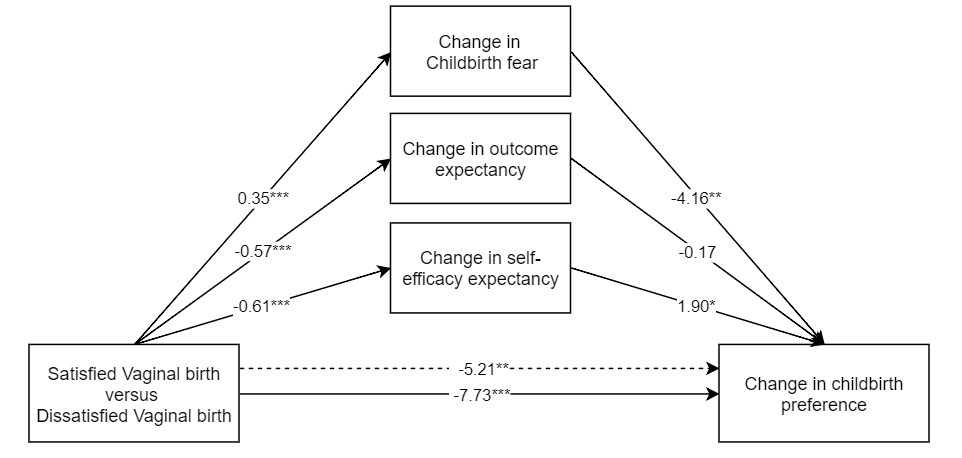 Change in
Childbirth fear
Change in outcome
expectancy
0.35***
-4.16**
-0.57***
-0.17
Change in self-
efficacy expectancy
-0.61***
1.90*
Satisfied Vaginal birth
versus
Dissatisfied Vaginal birth
-5.21**
-7.73***
Change in childbirth
preference